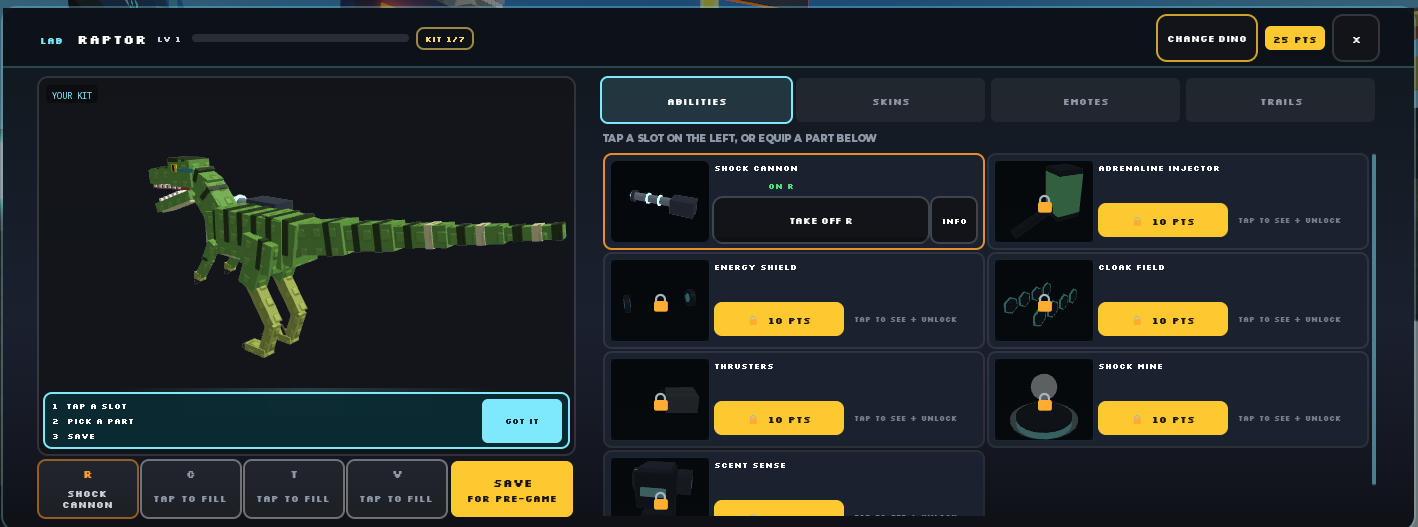 LAB RAPTOR LV 1 KIT 1/7 CHANGE DINO 25 PTS X
YOUR KIT
ABILITIES SKINS EMOTES TRAILS
TAP A SLOT ON THE LEFT, OR EQUIP A PART BELOW
SHOCK CANNON
ON R
TAKE OFF R INFO
ADRENALINE INJECTOR
10 PTS TAP TO SEE + UNLOCK
ENERGY SHIELD
10 PTS TAP TO SEE + UNLOCK
CLOAK FIELD
10 PTS TAP TO SEE + UNLOCK
THRUSTERS
10 PTS TAP TO SEE + UNLOCK
SHOCK MINE
10 PTS TAP TO SEE + UNLOCK
SCENT SENSE
1 TAP A SLOT
2 PICK A PART
3 SAVE
GOT IT
R
SHOCK
CANNON
G
TAP TO FILL
T
TAP TO FILL
V
TAP TO FILL
SAVE
FOR PRE-GAME